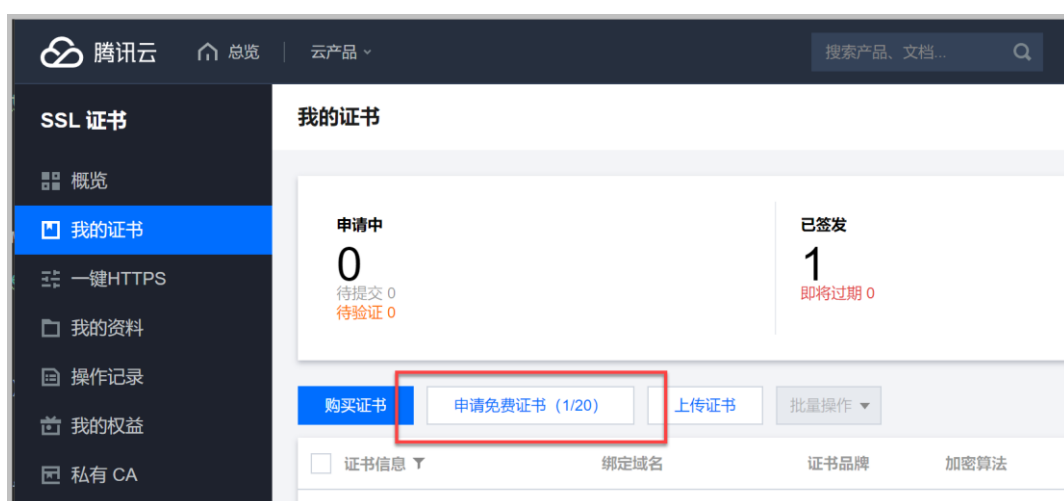 腾讯云 总览 云产品 搜索产品、文档...
SSL 证书
概览
我的证书
一键HTTPS
我的资料
操作记录
我的权益
私有 CA
我的证书
申请中
0
待提交 0
待验证 0
已签发
1
即将过期 0
购买证书 申请免费证书（1/20） 上传证书 批量操作
证书信息 绑定域名 证书品牌 加密算法